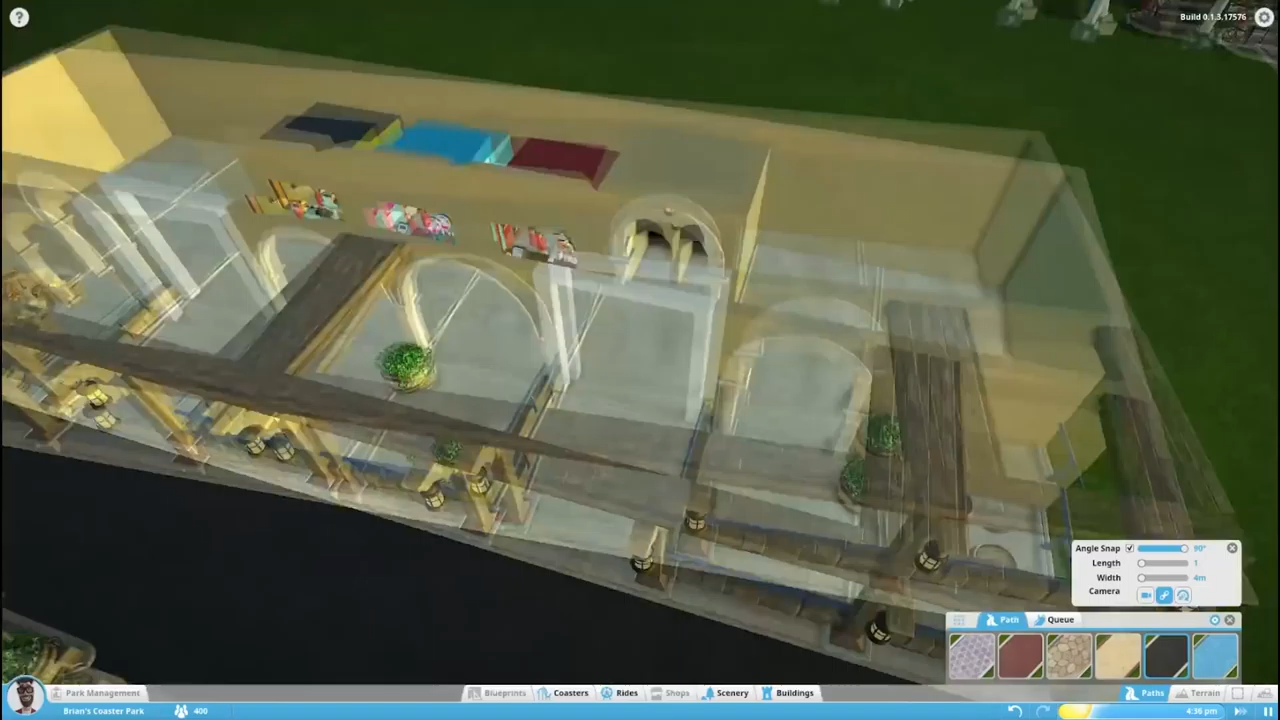 ?
Build 0.1.3.17576
Angle Snap 90°
Length 1
Width 4m
Camera
Path Queue
Park Management Blueprints Coasters Rides Shops Scenery Buildings Paths Terrain
Brian's Coaster Park 400 4:36 pm